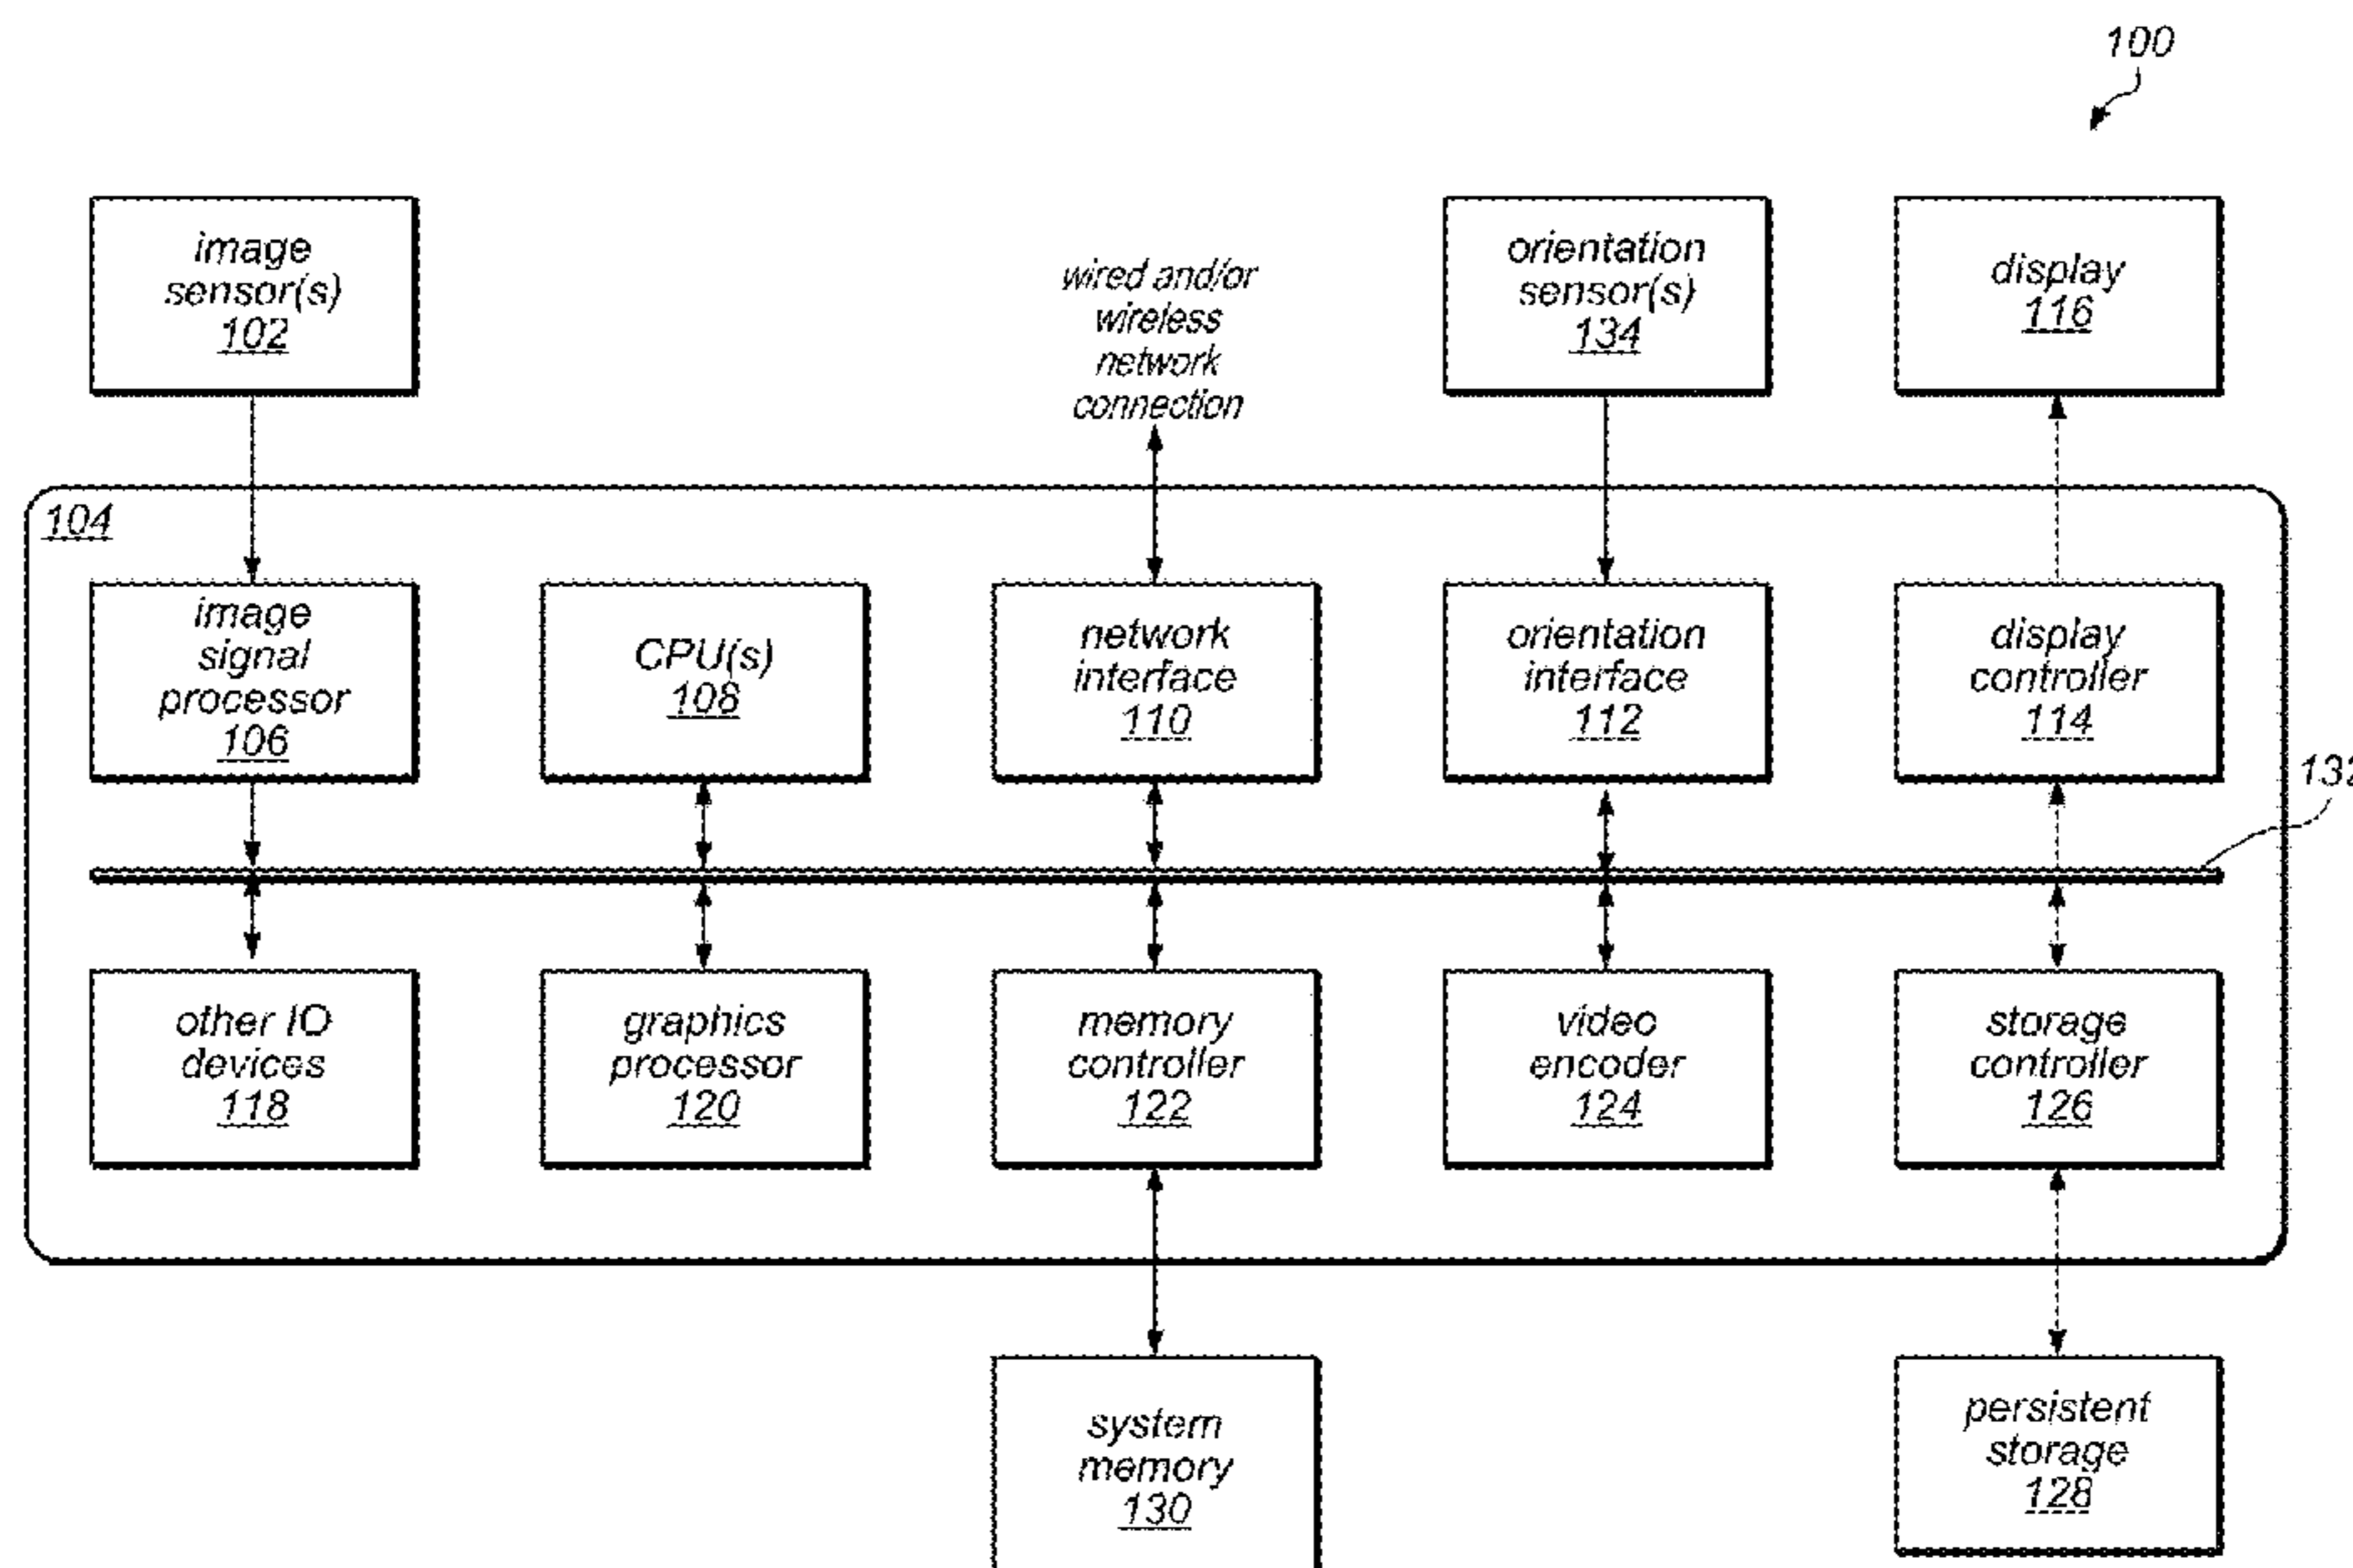 100
image
sensor(s)
102
wired and/or
wireless
network
connection
orientation
sensor(s)
134
display
116
104
image
signal
processor
106
CPU(s)
108
network
interface
110
orientation
interface
112
display
controller
114
132
other IO
devices
118
graphics
processor
120
memory
controller
122
video
encoder
124
storage
controller
126
system
memory
130
persistent
storage
128